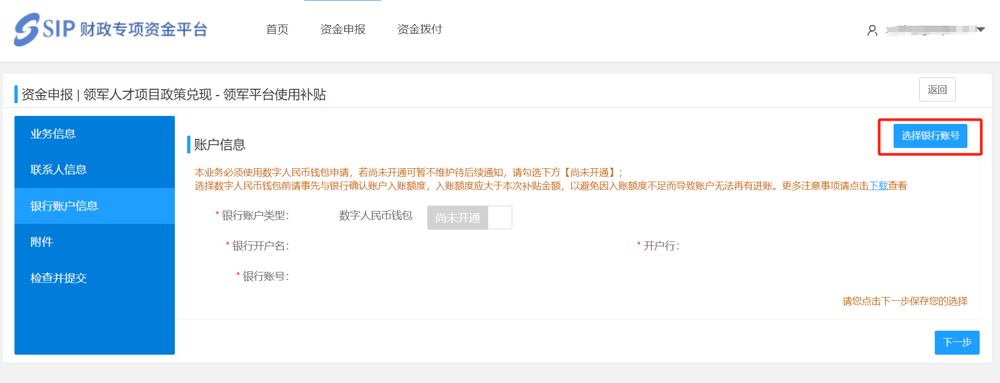 SIP 财政专项资金平台
首页 资金申报 资金拨付
资金申报 | 领军人才项目政策兑现 - 领军平台使用补贴
返回
业务信息
联系人信息
银行账户信息
附件
检查并提交
选择银行账号
账户信息
本业务必须使用数字人民币钱包申请，若尚未开通可暂不维护待后续通知，请勾选下方【尚未开通】；
选择数字人民币钱包前请事先与银行确认账户入账额度，入账额度应大于本次补贴金额，以避免因入账额度不足而导致账户无法再有进账。更多注意事项请点击下载查看
* 银行账户类型： 数字人民币钱包 尚未开通
* 银行开户名： * 开户行：
* 银行账号：
请您点击下一步保存您的选择
下一步